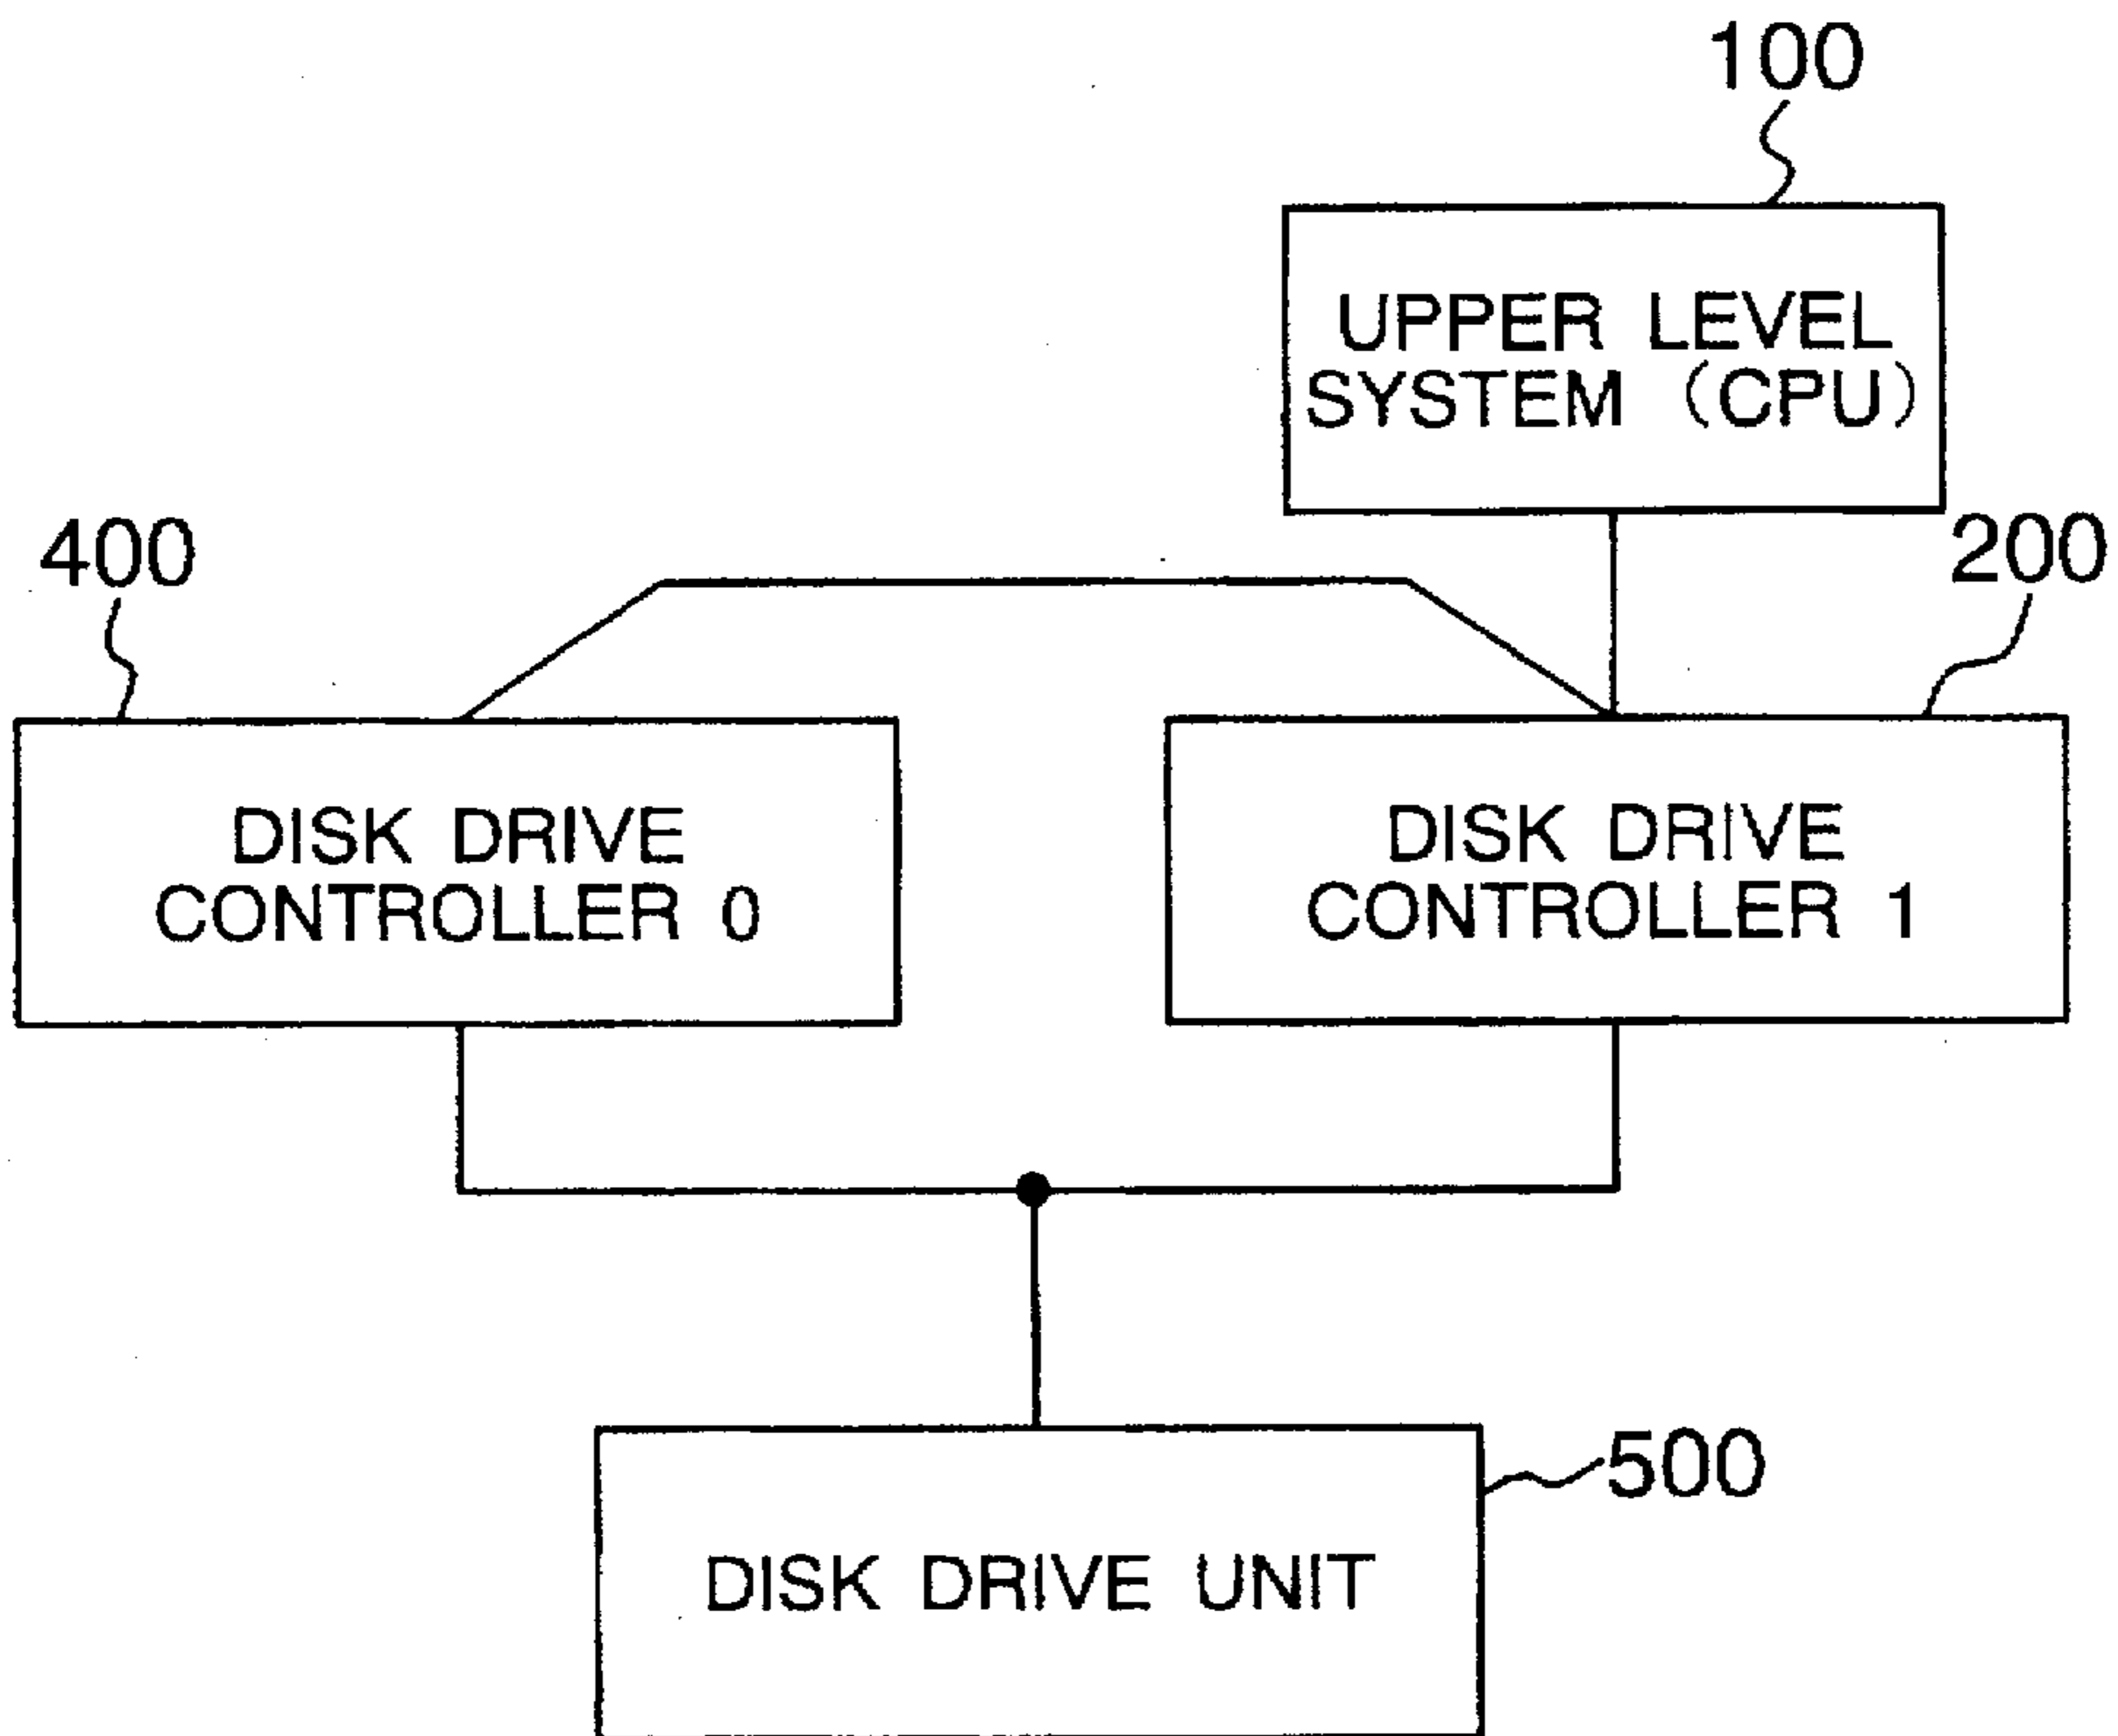 100
UPPER LEVEL
SYSTEM (CPU)
400
200
DISK DRIVE
CONTROLLER 0
DISK DRIVE
CONTROLLER 1
500
DISK DRIVE UNIT